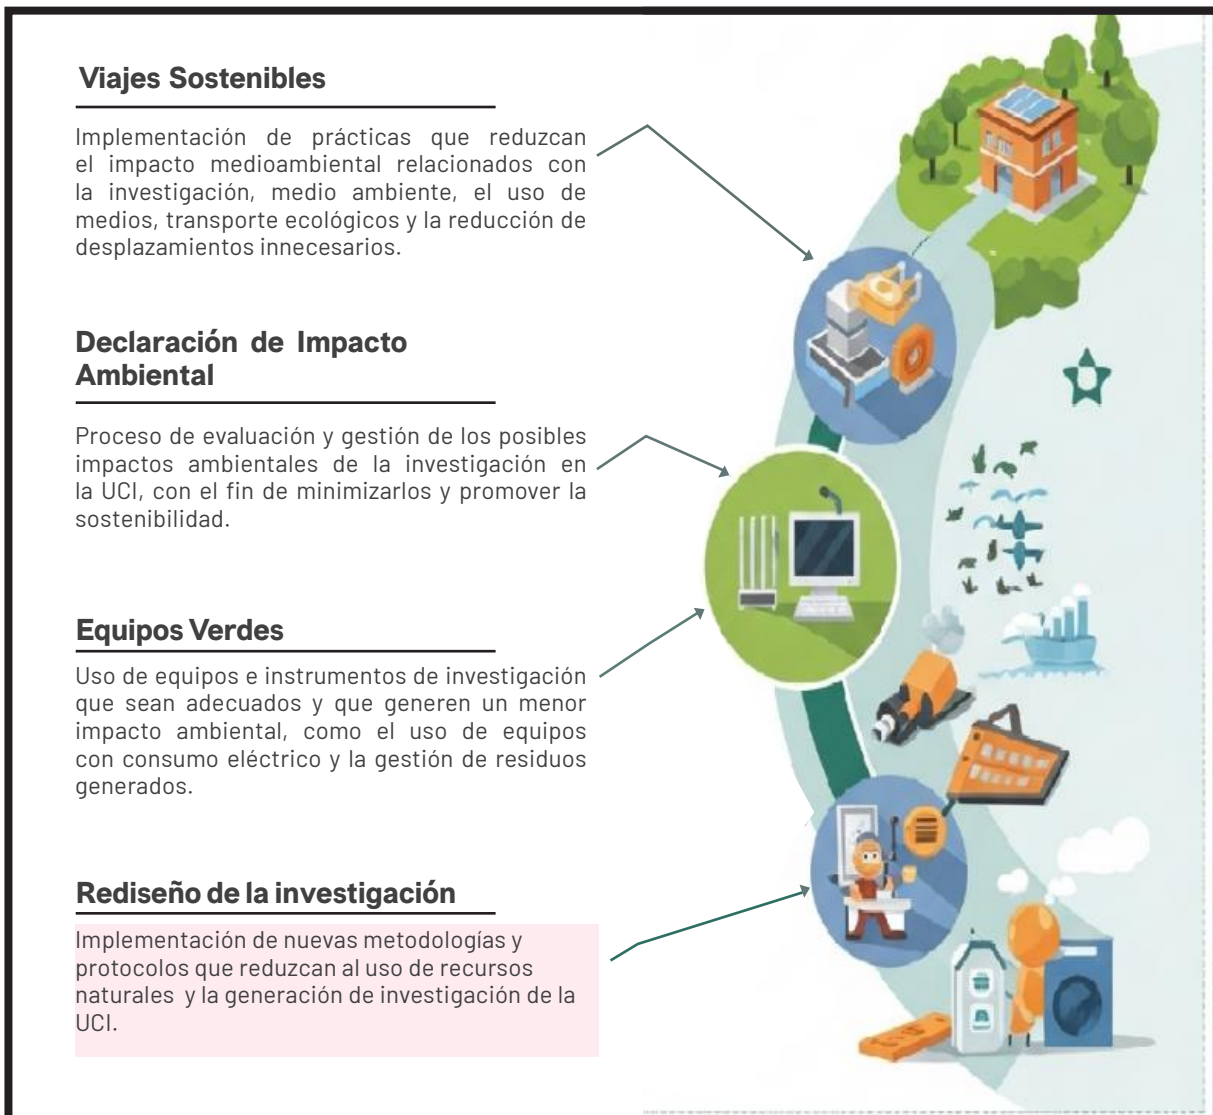 Viajes Sostenibles
Implementación de prácticas que reduzcan
el impacto medioambiental relacionados con
la investigación, medio ambiente, el uso de
medios, transporte ecológicos y la reducción de
desplazamientos innecesarios.
Declaración de Impacto
Ambiental
Proceso de evaluación y gestión de los posibles
impactos ambientales de la investigación en
la UCI, con el fin de minimizarlos y promover la
sostenibilidad.
Equipos Verdes
Uso de equipos e instrumentos de investigación
que sean adecuados y que generen un menor
impacto ambiental, como el uso de equipos
con consumo eléctrico y la gestión de residuos
generados.
Rediseño de la investigación
Implementación de nuevas metodologías y
protocolos que reduzcan al uso de recursos
naturales y la generación de investigación de la
UCI.